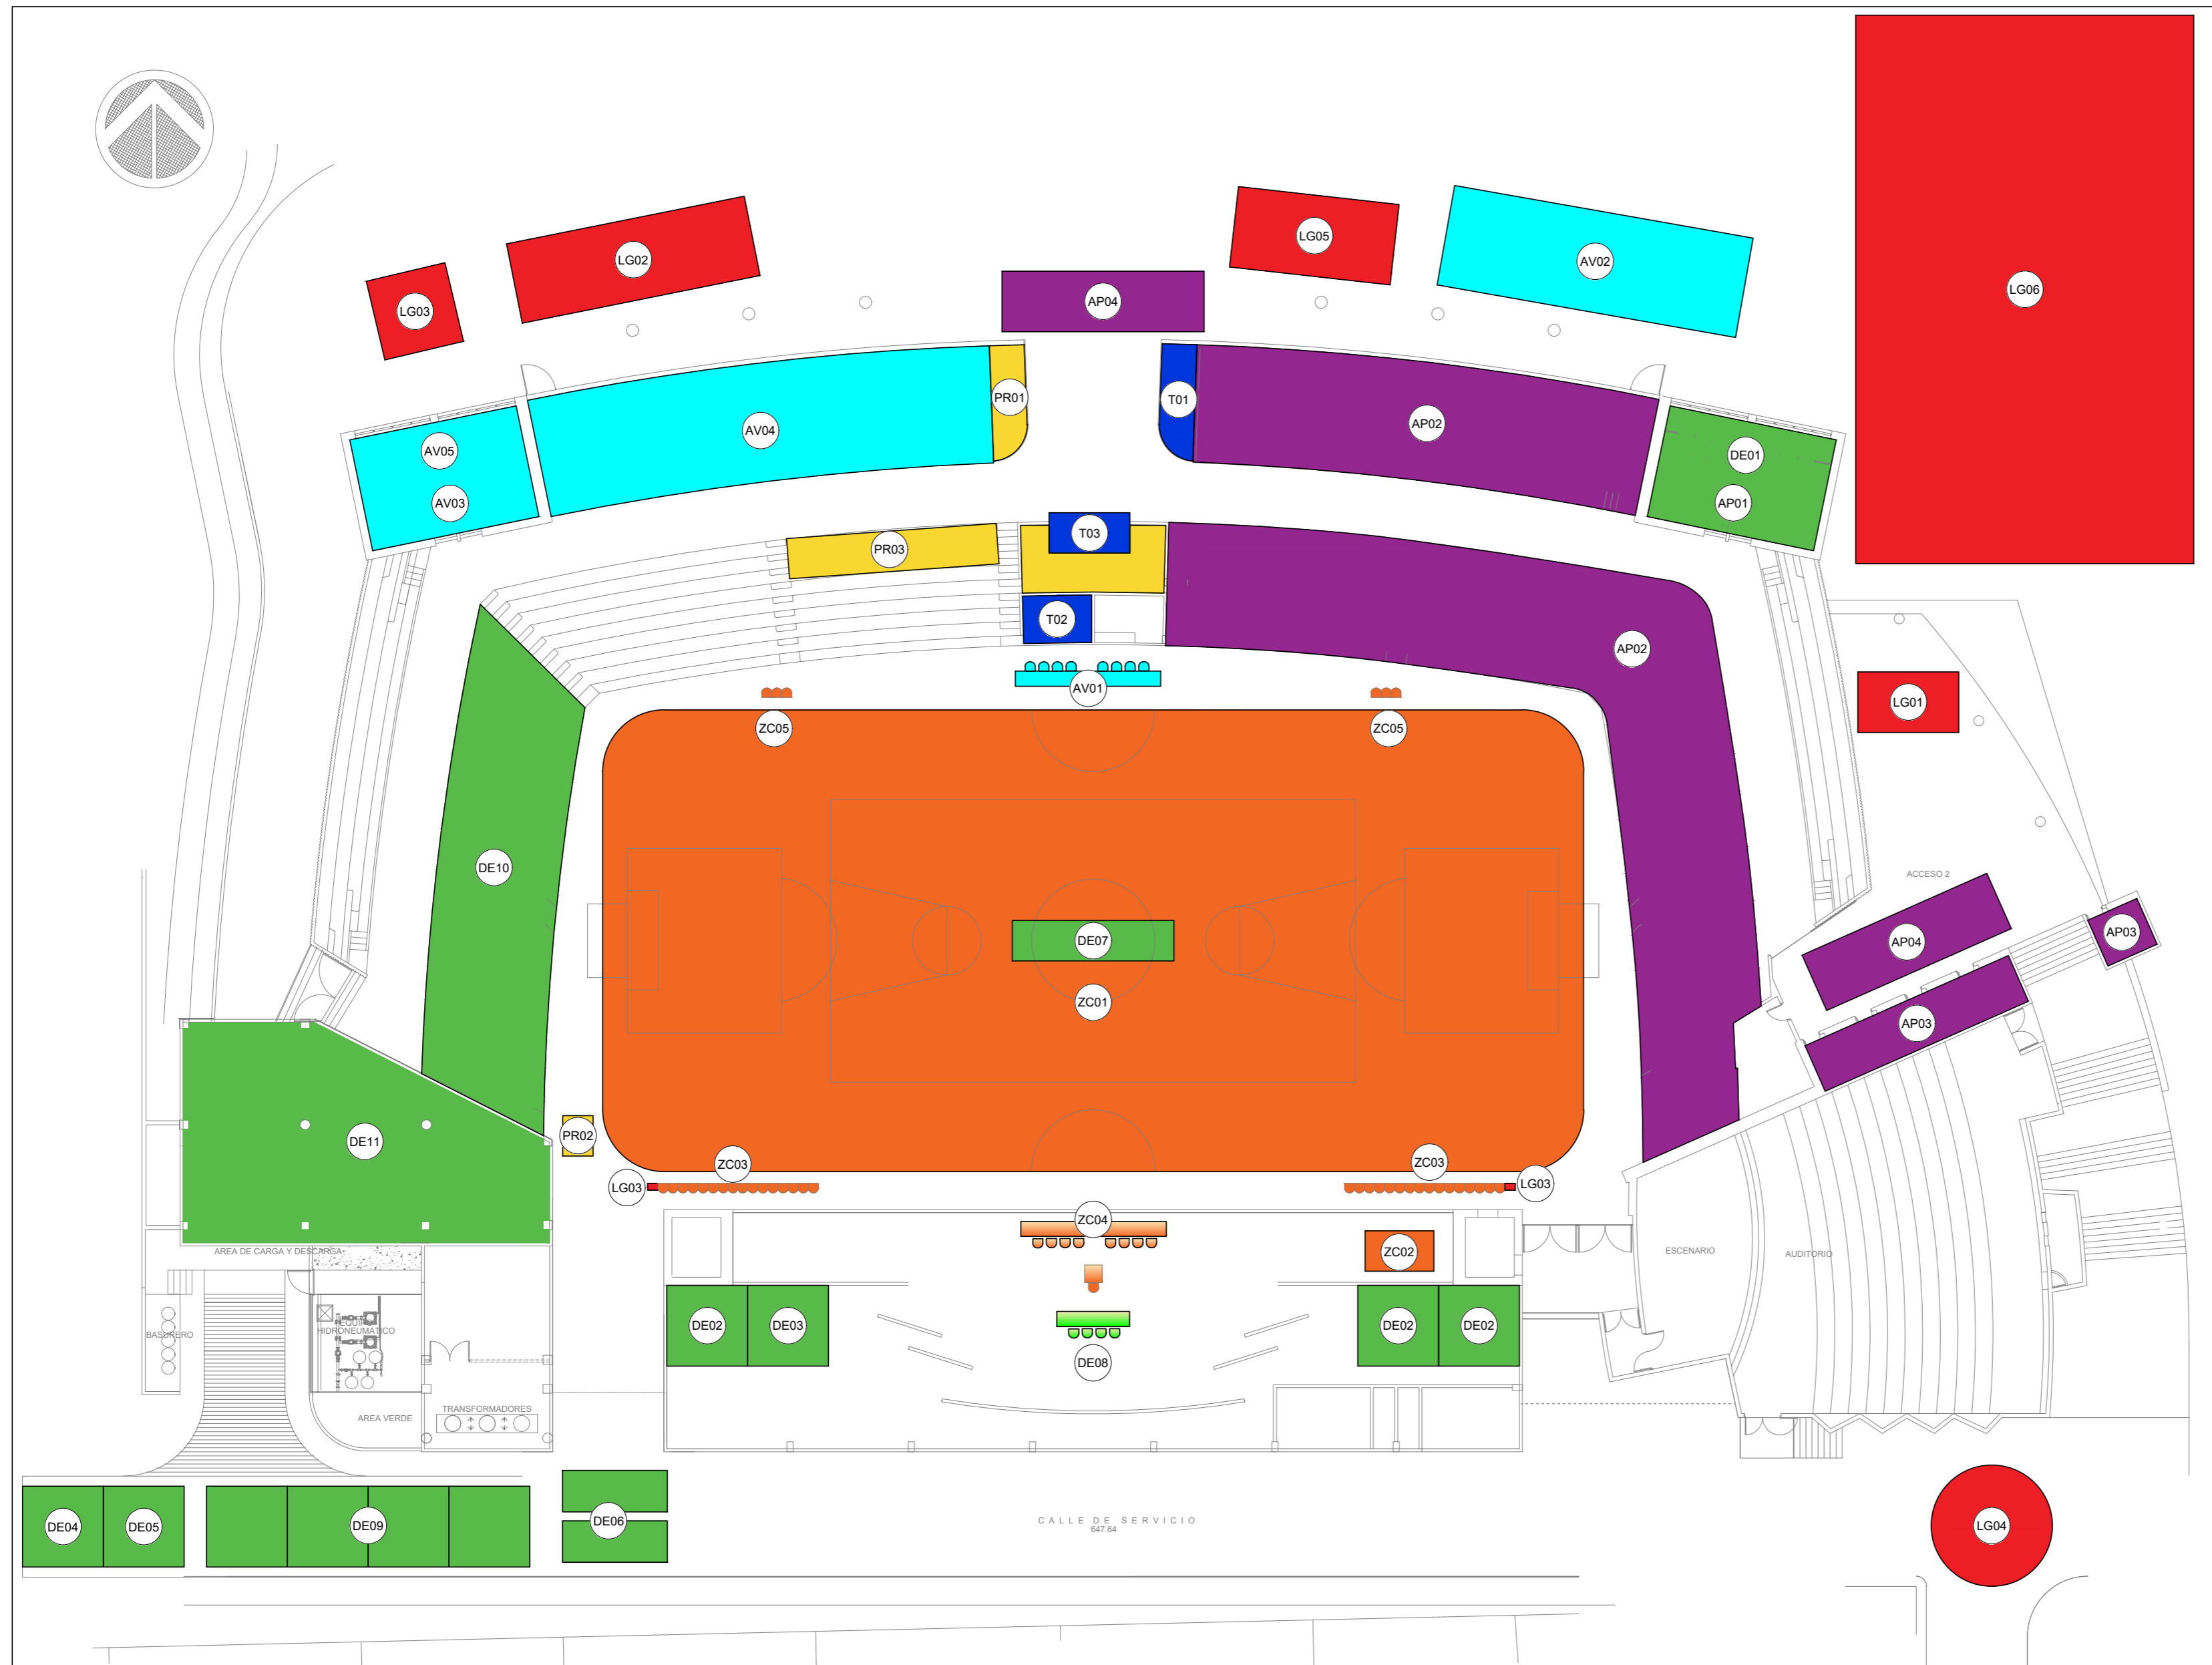 LG06
LG05
LG02
AV02
AP04
LG03
PR01
T01
AP02
AV04
AV05
DE01
AV03
AP01
T03
PR03
T02
AP02
AV01
LG01
ZC05
ZC05
DE10
ACCESO 2
AP03
DE07
AP04
ZC01
AP03
PR02
DE11
ZC03
ZC03
LG03
LG03
ZC04
AREA DE CARGA Y DESCARGA
ZC02
ESCENARIO
AUDITORIO
EQUIPO
HIDRONEUMATICO
BASURERO
DE02
DE03
DE02
DE02
DE08
TRANSFORMADORES
AREA VERDE
DE04
DE05
DE09
DE06
CALLE DE SERVICIO
647.64
LG04